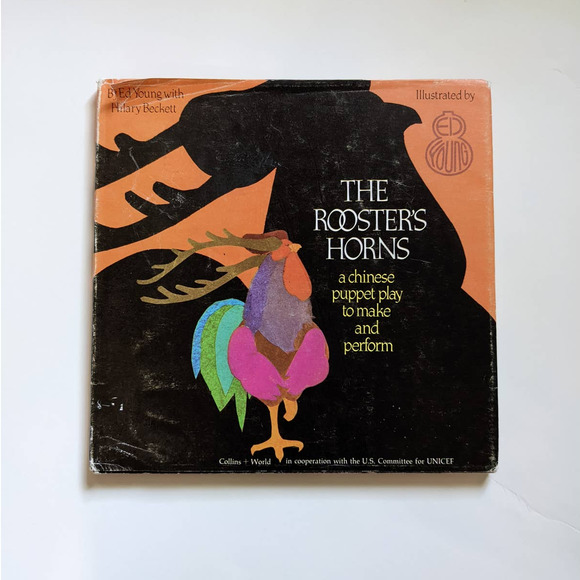 By Ed Young with
Hilary Beckett
Illustrated by
ED
YOUNG
THE
ROOSTER'S
HORNS
a chinese
puppet play
to make
and
perform
Collins + World in cooperation with the U.S. Committee for UNICEF